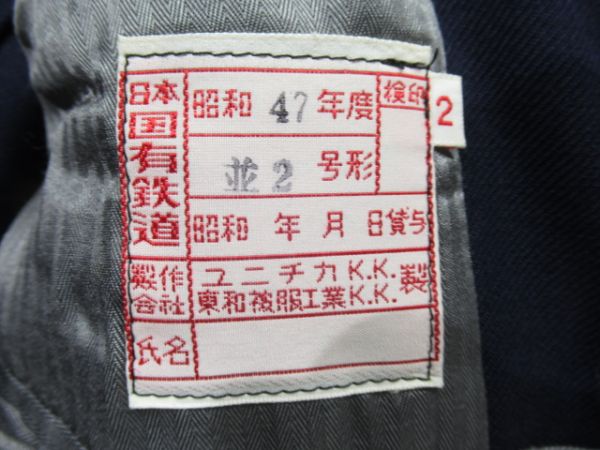 日本
国有鉄道
昭和 47 年度
検印
2
並2 号形
昭和 年 月 日貸与
製作会社
ユニチカK.K.
東和被服工業K.K.
製
氏名